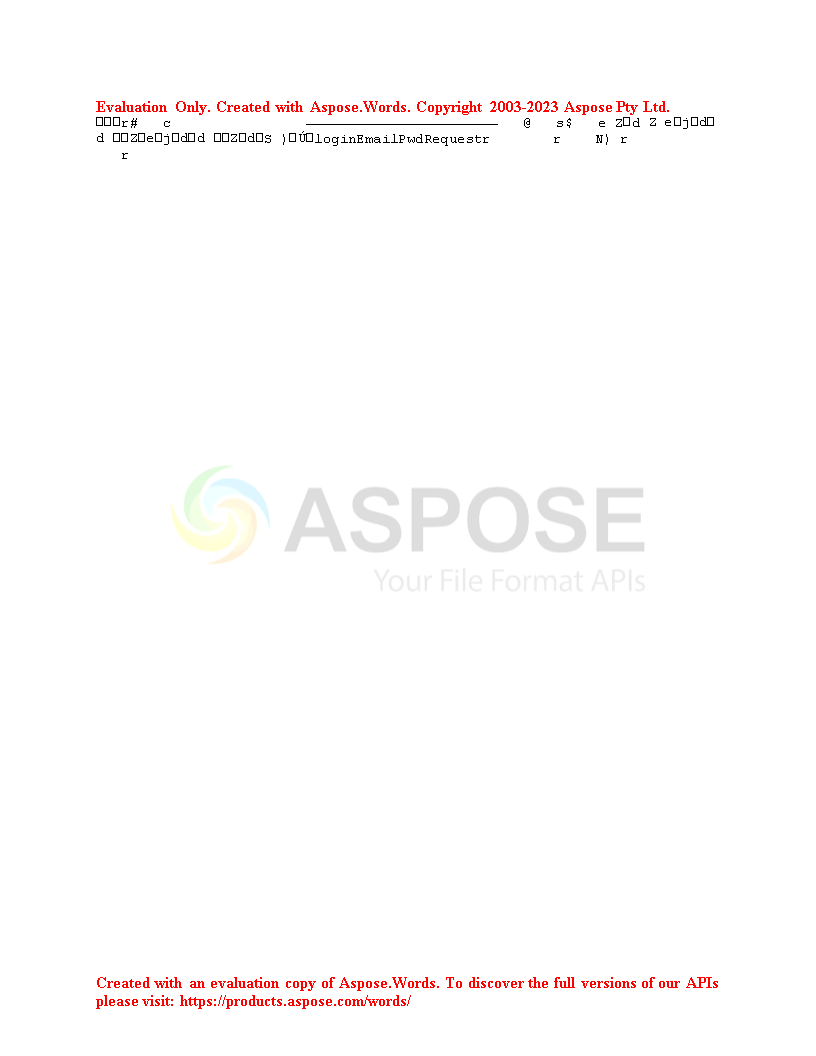 Evaluation Only. Created with Aspose.Words. Copyright 2003-2023 Aspose Pty Ltd.
□□□r# c ──────────────────────── @ s$ e Z□d Z e□j□d□
d □□Z□e□j□d□d □□Z□d□S )□Ú□loginEmailPwdRequestr r N) r
r
ASPOSE
Your File Format APIs
Created with an evaluation copy of Aspose.Words. To discover the full versions of our APIs
please visit: https://products.aspose.com/words/